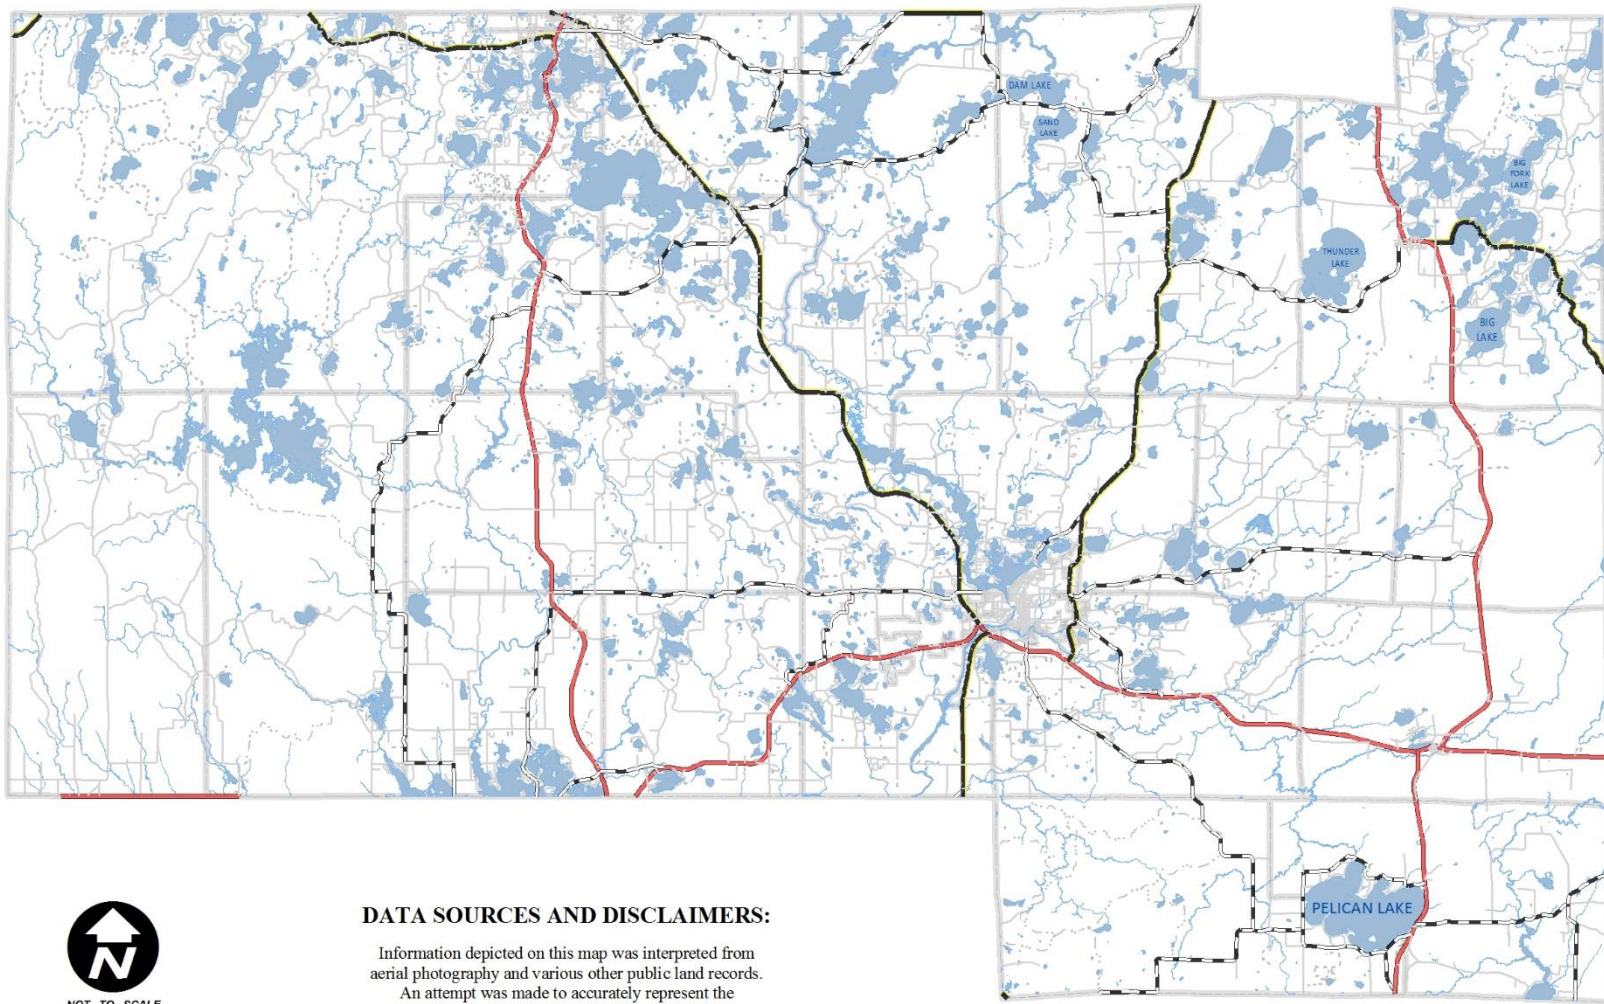 DAM LAKE
SAND
LAKE
BIG
FORK
LAKE
THUNDER
LAKE
BIG
LAKE
PELICAN LAKE
N
NOT TO SCALE
DATA SOURCES AND DISCLAIMERS:
Information depicted on this map was interpreted from
aerial photography and various other public land records.
An attempt was made to accurately represent the